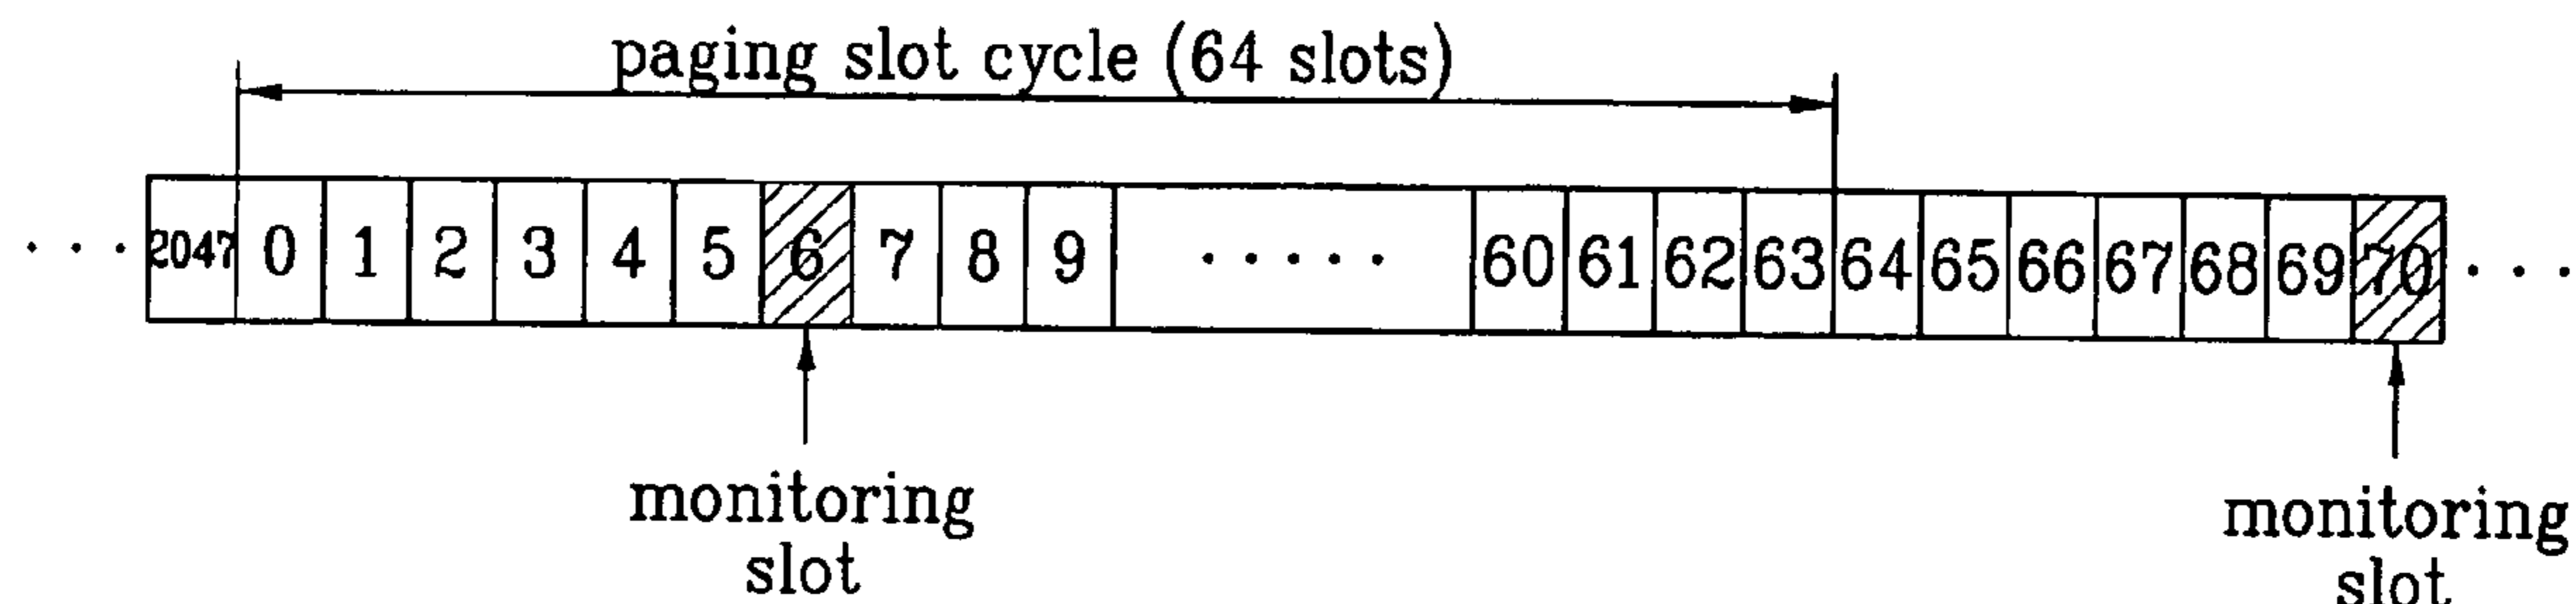 paging slot cycle (64 slots)
· · · 2047 0 1 2 3 4 5 6 7 8 9 · · · · · 60 61 62 63 64 65 66 67 68 69 70 · · ·
monitoring
slot
monitoring
slot